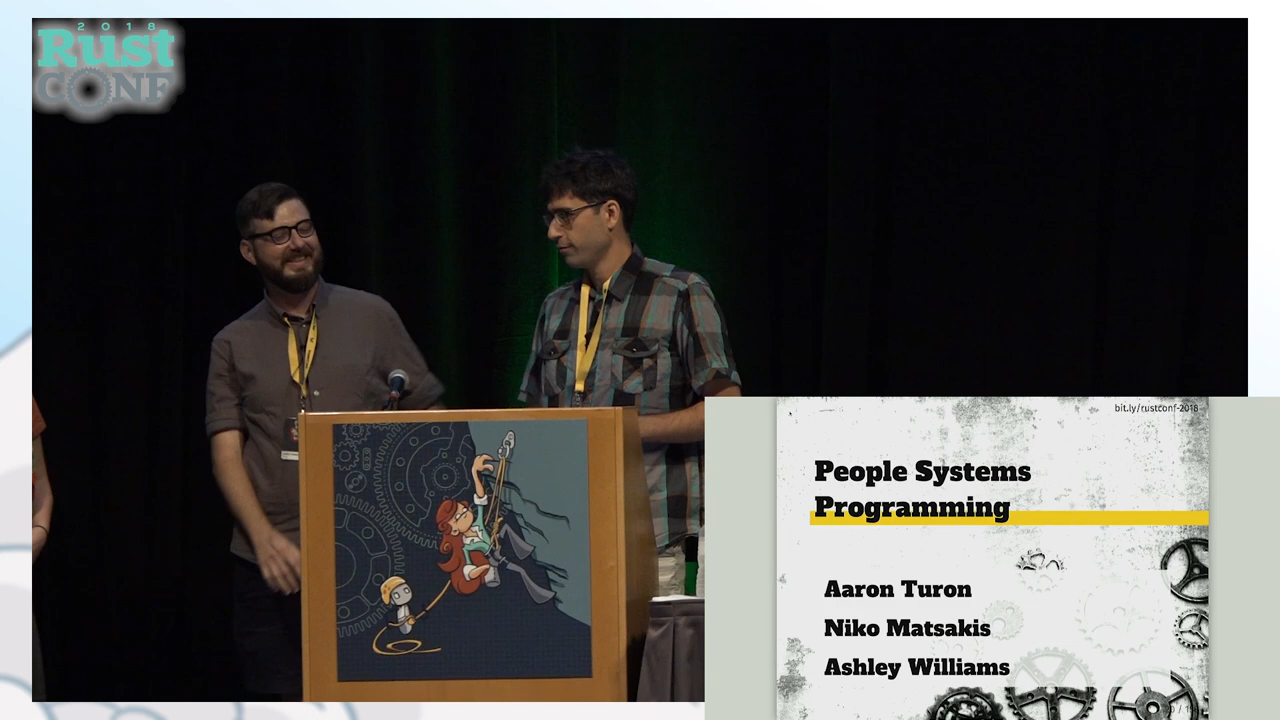 2018
Rust
CONF
bit.ly/rustconf-2018
People Systems
Programming
Aaron Turon
Niko Matsakis
Ashley Williams